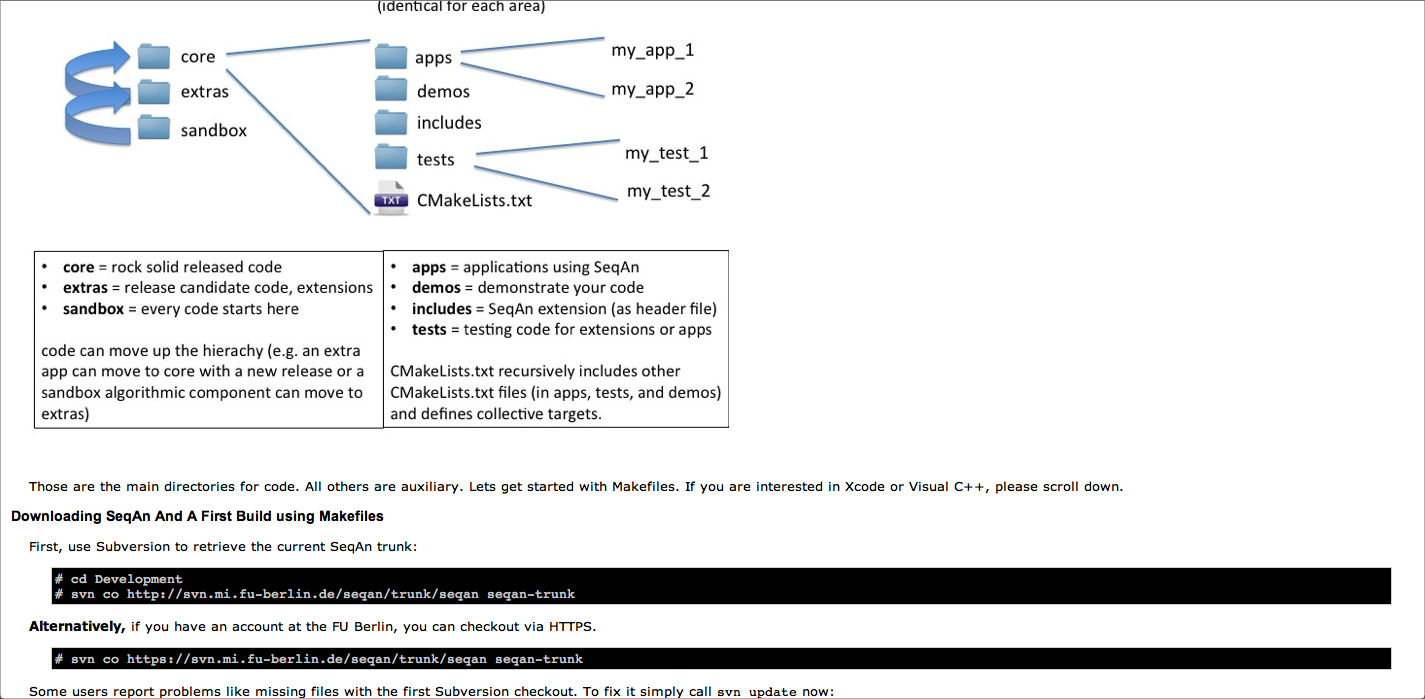 (identical for each area)
core
extras
sandbox
apps
demos
includes
tests
TXT CMakeLists.txt
my_app_1
my_app_2
my_test_1
my_test_2
• core = rock solid released code
• extras = release candidate code, extensions
• sandbox = every code starts here
code can move up the hierachy (e.g. an extra
app can move to core with a new release or a
sandbox algorithmic component can move to
extras)
• apps = applications using SeqAn
• demos = demonstrate your code
• includes = SeqAn extension (as header file)
• tests = testing code for extensions or apps
CMakeLists.txt recursively includes other
CMakeLists.txt files (in apps, tests, and demos)
and defines collective targets.
Those are the main directories for code. All others are auxiliary. Lets get started with Makefiles. If you are interested in Xcode or Visual C++, please scroll down.
Downloading SeqAn And A First Build using Makefiles
First, use Subversion to retrieve the current SeqAn trunk:
# cd Development
# svn co http://svn.mi.fu-berlin.de/seqan/trunk/seqan seqan-trunk
Alternatively, if you have an account at the FU Berlin, you can checkout via HTTPS.
# svn co https://svn.mi.fu-berlin.de/seqan/trunk/seqan seqan-trunk
Some users report problems like missing files with the first Subversion checkout. To fix it simply call svn update now: